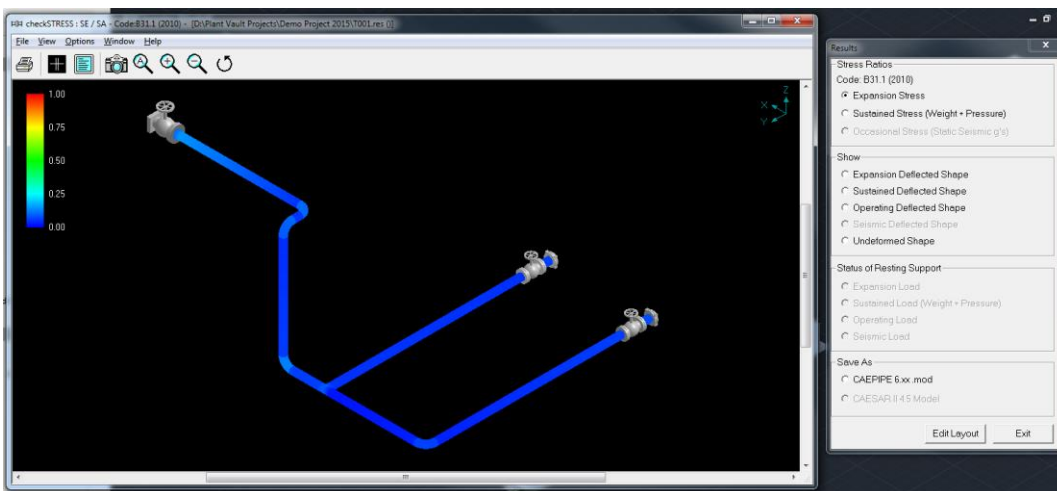 checkSTRESS : SE / SA - Code:B31.1 (2010) - [D:\Plant Vault Projects\Demo Project 2015\T001.res ()]
File View Options Window Help
1.00
0.75
0.50
0.25
0.00
Z
X
Y
Results
Stress Ratios
Code: B31.1 (2010)
Expansion Stress
Sustained Stress (Weight + Pressure)
Occasional Stress (Static Seismic g's)
Show
Expansion Deflected Shape
Sustained Deflected Shape
Operating Deflected Shape
Seismic Deflected Shape
Undeformed Shape
Status of Resting Support
Expansion Load
Sustained Load (Weight + Pressure)
Operating Load
Seismic Load
Save As
CAEPIPE 6.xx .mod
CAESAR II 4.5 Model
Edit Layout
Exit